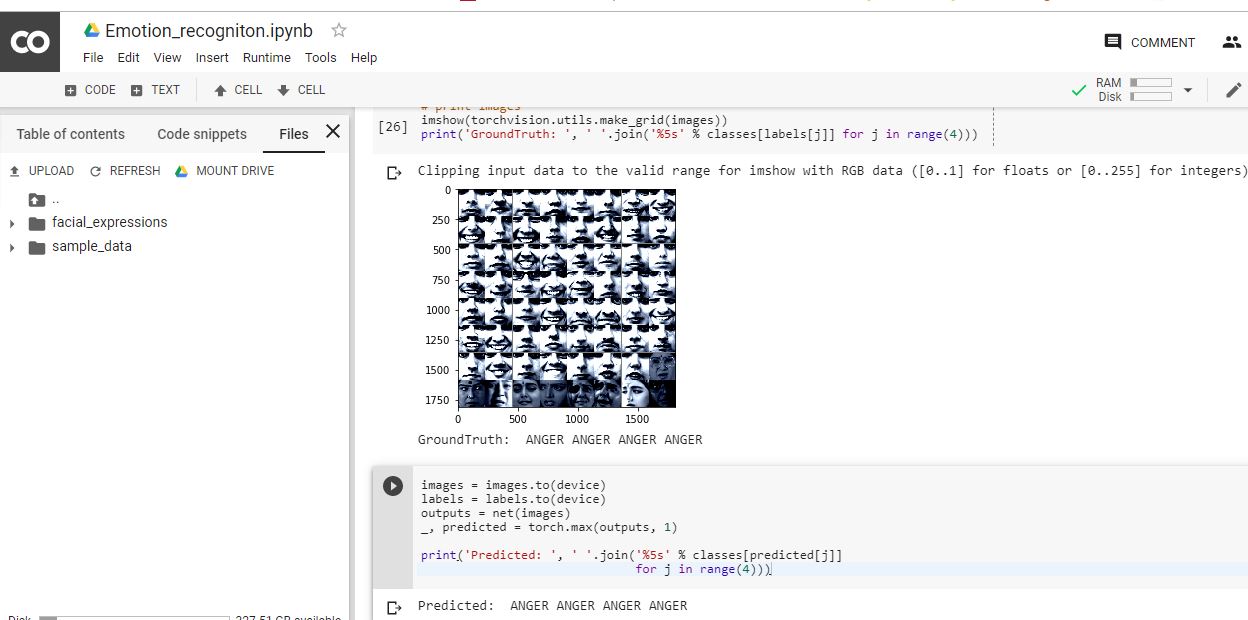 CO Emotion_recogniton.ipynb
File Edit View Insert Runtime Tools Help
COMMENT
CODE TEXT CELL CELL
RAM
Disk
Table of contents Code snippets Files
UPLOAD REFRESH MOUNT DRIVE
..
facial_expressions
sample_data
Disk 327.51 GB available
# print images
[26] imshow(torchvision.utils.make_grid(images))
print('GroundTruth: ', ' '.join('%5s' % classes[labels[j]] for j in range(4)))
Clipping input data to the valid range for imshow with RGB data ([0..1] for floats or [0..255] for integers)
0
250
500
750
1000
1250
1500
1750
0 500 1000 1500
GroundTruth:  ANGER ANGER ANGER ANGER
images = images.to(device)
labels = labels.to(device)
outputs = net(images)
_, predicted = torch.max(outputs, 1)
print('Predicted: ', ' '.join('%5s' % classes[predicted[j]]
for j in range(4)))
Predicted:  ANGER ANGER ANGER ANGER